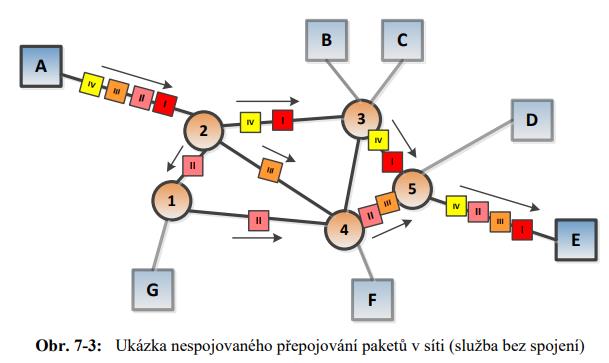 B
C
A
IV III II I
IV I
3
D
2
IV
II
III
I
5
1
II
II III
IV II III I
4
E
G
F
Obr. 7-3: Ukázka nespojovaného přepojování paketů v síti (služba bez spojení)